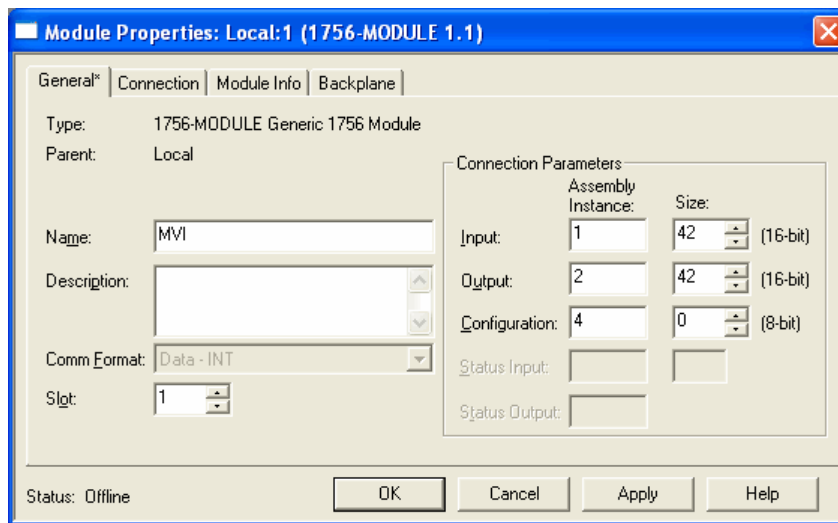 Module Properties: Local:1 (1756-MODULE 1.1)
General* Connection Module Info Backplane
Type: 1756-MODULE Generic 1756 Module
Parent: Local
Connection Parameters
Assembly Instance: Size:
Name: MVI
Input: 1 42 (16-bit)
Description:
Output: 2 42 (16-bit)
Configuration: 4 0 (8-bit)
Comm Format: Data - INT
Status Input:
Slot: 1
Status Output:
Status: Offline
OK Cancel Apply Help